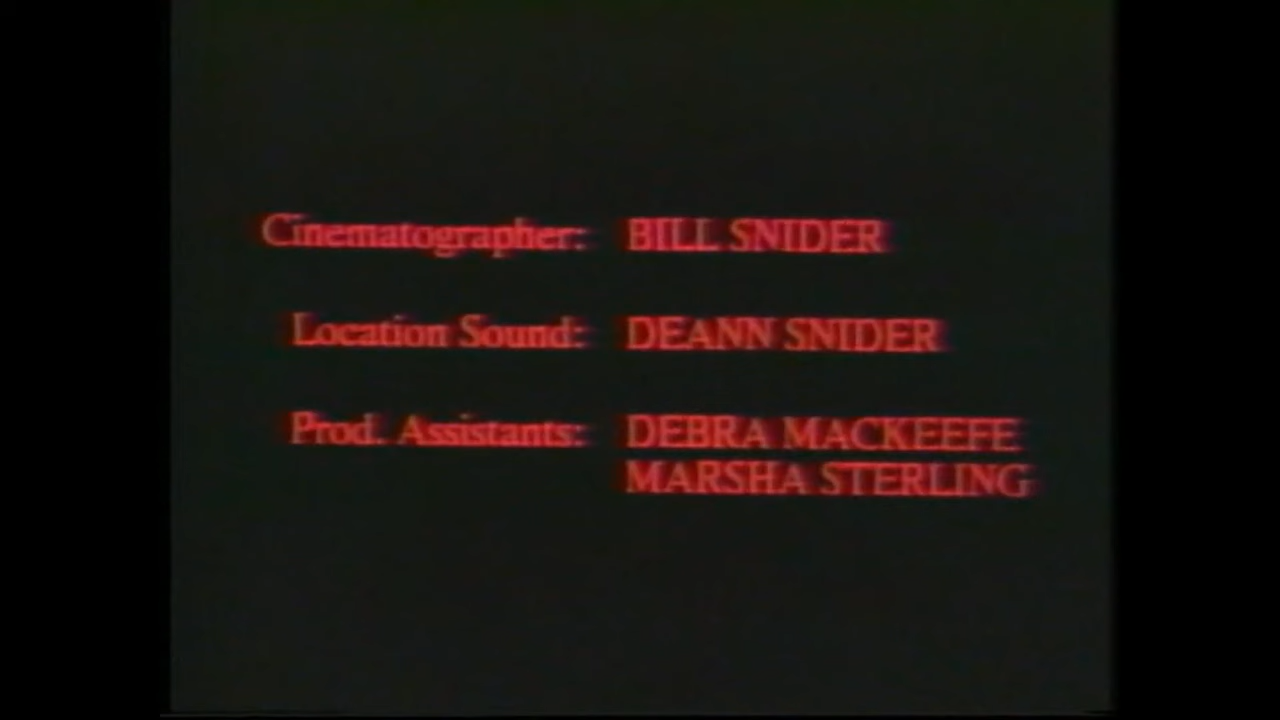 Cinematographer: BILL SNIDER
Location Sound: DEANN SNIDER
Prod. Assistants: DEBRA MACKEEFE
MARSHA STERLING